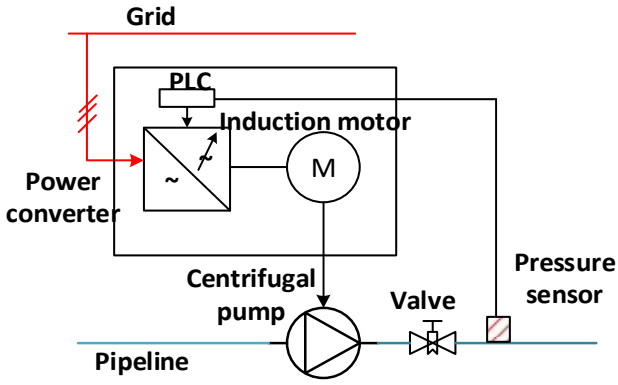 Grid
PLC
Induction motor
~
~
M
Power
converter
Centrifugal
pump
Valve
Pressure
sensor
Pipeline